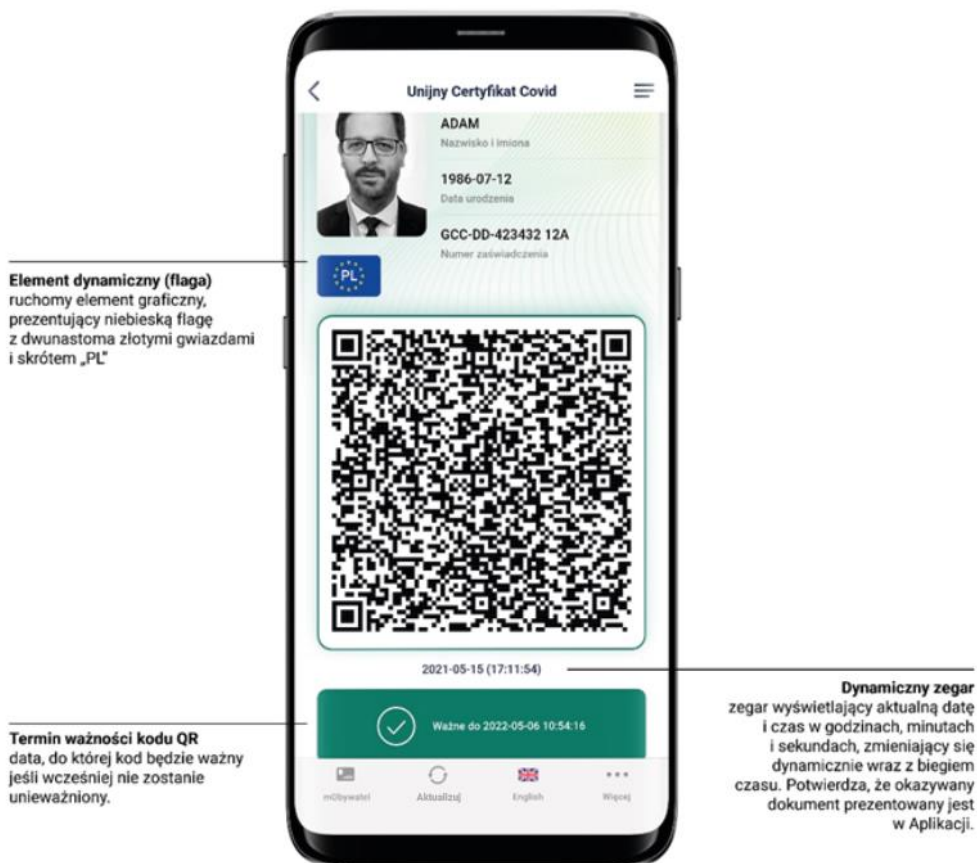 Unijny Certyfikat Covid
ADAM
Nazwisko i imiona
1986-07-12
Data urodzenia
GCC-DD-423432 12A
Numer zaświadczenia
PL
Element dynamiczny (flaga)
ruchomy element graficzny,
prezentujący niebieską flagę
z dwunastoma złotymi gwiazdami
i skrótem „PL”
2021-05-15 (17:11:54)
Ważne do 2022-05-06 10:54:16
Termin ważności kodu QR
data, do której kod będzie ważny
jeśli wcześniej nie zostanie
unieważniony.
Dynamiczny zegar
zegar wyświetlający aktualną datę
i czas w godzinach, minutach
i sekundach, zmieniający się
dynamicznie wraz z biegiem
czasu. Potwierdza, że okazywany
dokument prezentowany jest
w Aplikacji.
mObywatel
Aktualizuj
English
Więcej